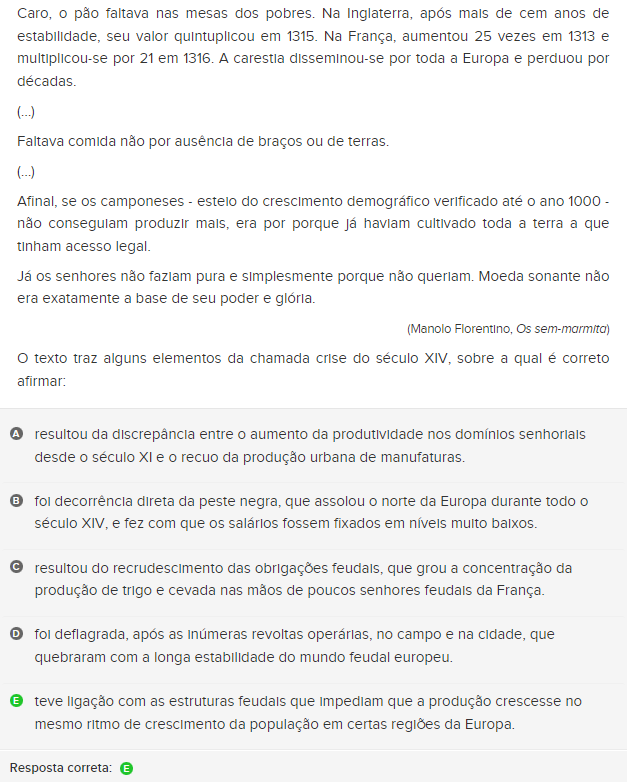 Caro, o pão faltava nas mesas dos pobres. Na Inglaterra, após mais de cem anos de
estabilidade, seu valor quintuplicou em 1315. Na França, aumentou 25 vezes em 1313 e
multiplicou-se por 21 em 1316. A carestia disseminou-se por toda a Europa e perduou por
décadas.
(...)
Faltava comida não por ausência de braços ou de terras.
(...)
Afinal, se os camponeses - esteio do crescimento demográfico verificado até o ano 1000 -
não conseguiam produzir mais, era por porque já haviam cultivado toda a terra a que
tinham acesso legal.
Já os senhores não faziam pura e simplesmente porque não queriam. Moeda sonante não
era exatamente a base de seu poder e glória.
(Manolo Florentino, Os sem-marmita)
O texto traz alguns elementos da chamada crise do século XIV, sobre a qual é correto
afirmar:
A resultou da discrepância entre o aumento da produtividade nos domínios senhoriais
desde o século XI e o recuo da produção urbana de manufaturas.
B foi decorrência direta da peste negra, que assolou o norte da Europa durante todo o
século XIV, e fez com que os salários fossem fixados em níveis muito baixos.
C resultou do recrudescimento das obrigações feudais, que grou a concentração da
produção de trigo e cevada nas mãos de poucos senhores feudais da França.
D foi deflagrada, após as inúmeras revoltas operárias, no campo e na cidade, que
quebraram com a longa estabilidade do mundo feudal europeu.
E teve ligação com as estruturas feudais que impediam que a produção crescesse no
mesmo ritmo de crescimento da população em certas regiões da Europa.
Resposta correta: E